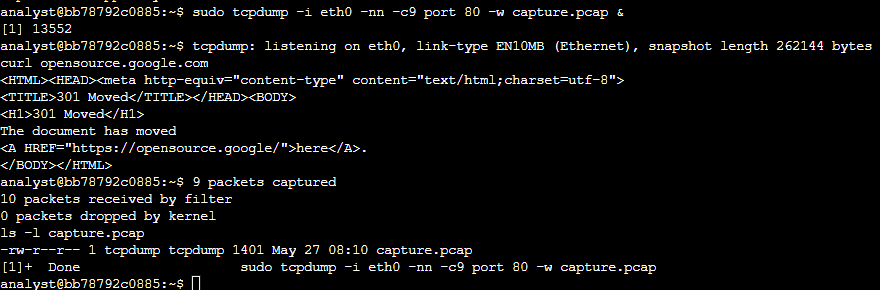 analyst@bb78792c0885:~$ sudo tcpdump -i eth0 -nn -c9 port 80 -w capture.pcap &
[1] 13552
analyst@bb78792c0885:~$ tcpdump: listening on eth0, link-type EN10MB (Ethernet), snapshot length 262144 bytes
curl opensource.google.com
<HTML><HEAD><meta http-equiv="content-type" content="text/html;charset=utf-8">
<TITLE>301 Moved</TITLE></HEAD><BODY>
<H1>301 Moved</H1>
The document has moved
<A HREF="https://opensource.google/">here</A>.
</BODY></HTML>
analyst@bb78792c0885:~$ 9 packets captured
10 packets received by filter
0 packets dropped by kernel
ls -l capture.pcap
-rw-r--r-- 1 tcpdump tcpdump 1401 May 27 08:10 capture.pcap
[1]+  Done                    sudo tcpdump -i eth0 -nn -c9 port 80 -w capture.pcap
analyst@bb78792c0885:~$